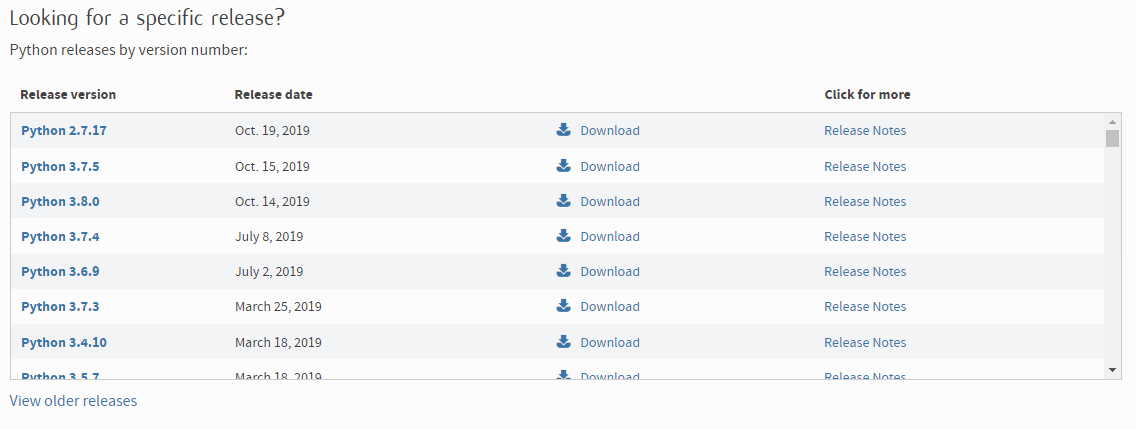 Looking for a specific release?
Python releases by version number:
Release version Release date Click for more
Python 2.7.17 Oct. 19, 2019 Download Release Notes
Python 3.7.5 Oct. 15, 2019 Download Release Notes
Python 3.8.0 Oct. 14, 2019 Download Release Notes
Python 3.7.4 July 8, 2019 Download Release Notes
Python 3.6.9 July 2, 2019 Download Release Notes
Python 3.7.3 March 25, 2019 Download Release Notes
Python 3.4.10 March 18, 2019 Download Release Notes
Python 3.5.7 March 18, 2019 Download Release Notes
View older releases